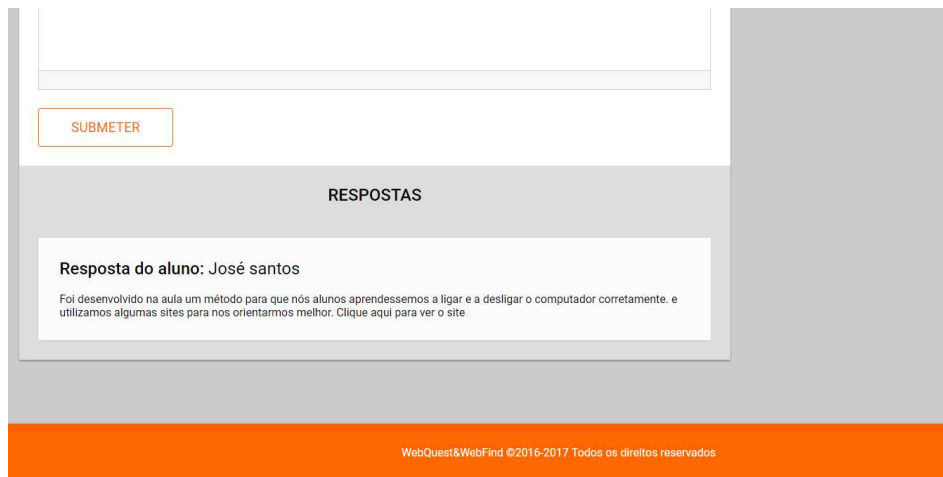 SUBMETER
RESPOSTAS
Resposta do aluno: José santos
Foi desenvolvido na aula um método para que nós alunos aprendessemos a ligar e a desligar o computador corretamente. e
utilizamos algumas sites para nos orientarmos melhor. Clique aqui para ver o site
WebQuest&WebFind ©2016-2017 Todos os direitos reservados